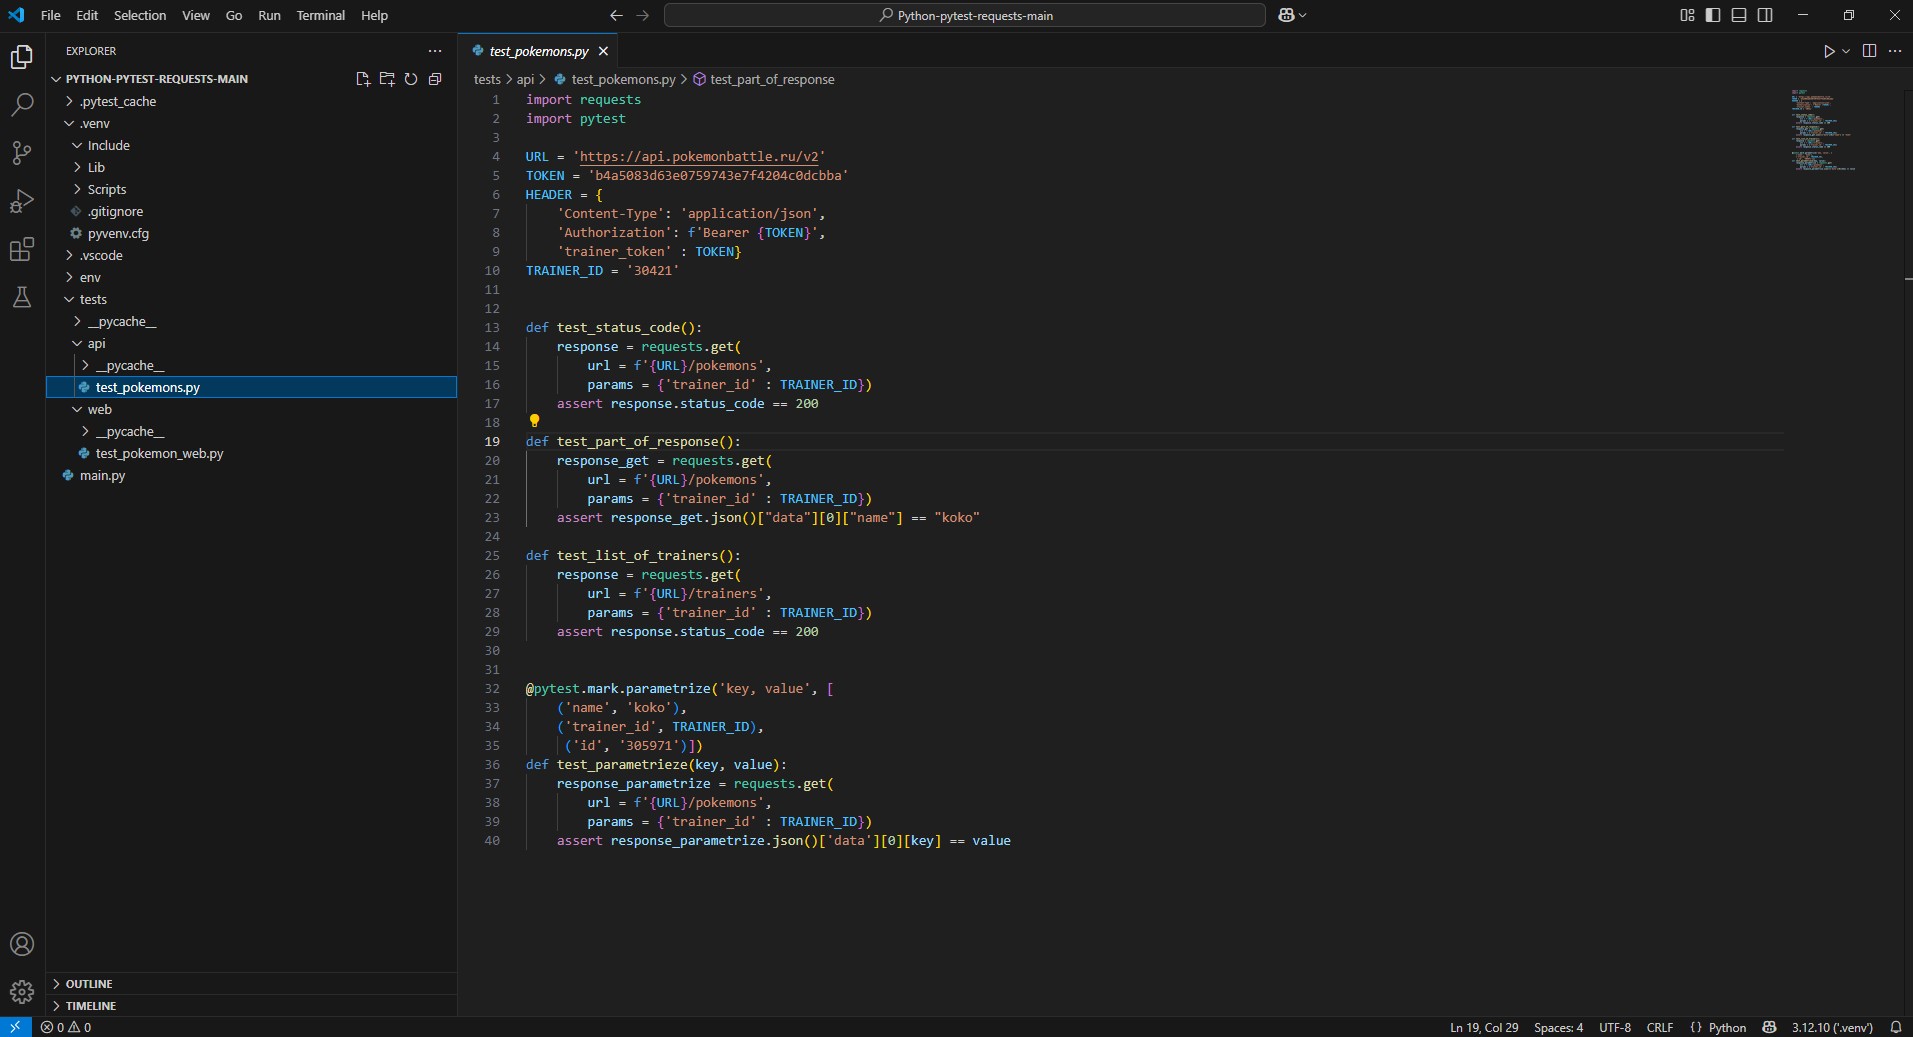 File Edit Selection View Go Run Terminal Help
Python-pytest-requests-main
EXPLORER
PYTHON-PYTEST-REQUESTS-MAIN
.pytest_cache
.venv
Include
Lib
Scripts
.gitignore
pyvenv.cfg
.vscode
env
tests
__pycache__
api
__pycache__
test_pokemons.py
web
__pycache__
test_pokemon_web.py
main.py
OUTLINE
TIMELINE
test_pokemons.py
tests > api > test_pokemons.py > test_part_of_response
1 import requests
2 import pytest
3
4 URL = 'https://api.pokemonbattle.ru/v2'
5 TOKEN = 'b4a5083d63e0759743e7f4204c0dcbba'
6 HEADER = {
7     'Content-Type': 'application/json',
8     'Authorization': f'Bearer {TOKEN}',
9     'trainer_token' : TOKEN}
10 TRAINER_ID = '30421'
11
12
13 def test_status_code():
14     response = requests.get(
15         url = f'{URL}/pokemons',
16         params = {'trainer_id' : TRAINER_ID})
17     assert response.status_code == 200
18
19 def test_part_of_response():
20     response_get = requests.get(
21         url = f'{URL}/pokemons',
22         params = {'trainer_id' : TRAINER_ID})
23     assert response_get.json()["data"][0]["name"] == "koko"
24
25 def test_list_of_trainers():
26     response = requests.get(
27         url = f'{URL}/trainers',
28         params = {'trainer_id' : TRAINER_ID})
29     assert response.status_code == 200
30
31
32 @pytest.mark.parametrize('key, value', [
33     ('name', 'koko'),
34     ('trainer_id', TRAINER_ID),
35      ('id', '305971')])
36 def test_parametrieze(key, value):
37     response_parametrize = requests.get(
38         url = f'{URL}/pokemons',
39         params = {'trainer_id' : TRAINER_ID})
40     assert response_parametrize.json()['data'][0][key] == value
0 0 Ln 19, Col 29 Spaces: 4 UTF-8 CRLF {} Python 3.12.10 ('.venv')